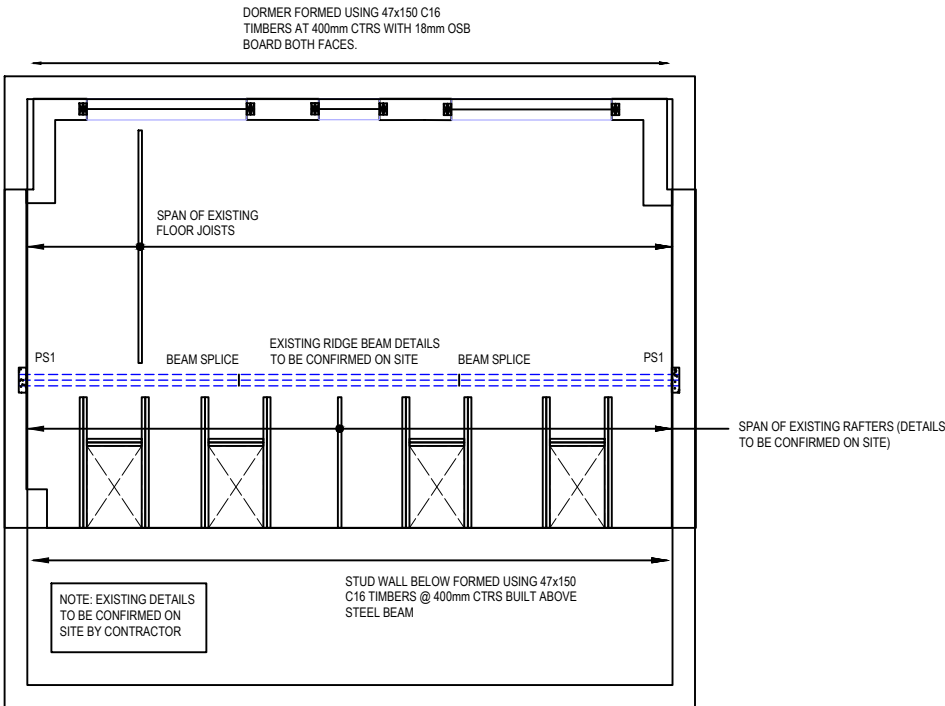 DORMER FORMED USING 47x150 C16
TIMBERS AT 400mm CTRS WITH 18mm OSB
BOARD BOTH FACES.
SPAN OF EXISTING
FLOOR JOISTS
PS1
BEAM SPLICE
EXISTING RIDGE BEAM DETAILS
TO BE CONFIRMED ON SITE
BEAM SPLICE
PS1
SPAN OF EXISTING RAFTERS (DETAILS
TO BE CONFIRMED ON SITE)
STUD WALL BELOW FORMED USING 47x150
C16 TIMBERS @ 400mm CTRS BUILT ABOVE
STEEL BEAM
NOTE: EXISTING DETAILS
TO BE CONFIRMED ON
SITE BY CONTRACTOR